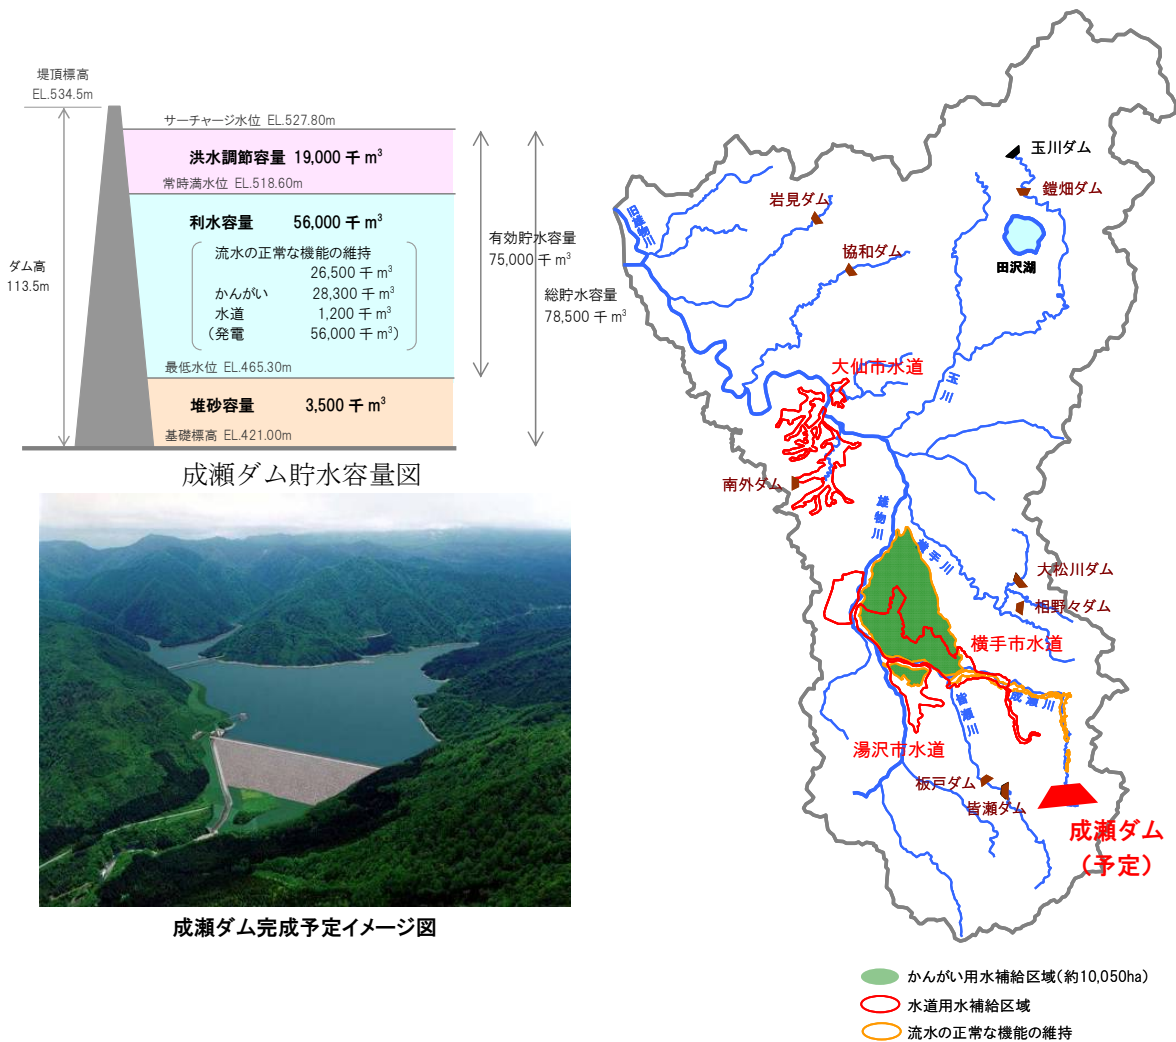 堤頂標高
EL.534.5m
サーチャージ水位 EL.527.80m
洪水調節容量 19,000 千 m³
常時満水位 EL.518.60m
利水容量 56,000 千 m³
流水の正常な機能の維持
26,500 千 m³
かんがい 28,300 千 m³
水道 1,200 千 m³
(発電 56,000 千 m³)
ダム高
113.5m
有効貯水容量
75,000 千 m³
総貯水容量
78,500 千 m³
最低水位 EL.465.30m
堆砂容量 3,500 千 m³
基礎標高 EL.421.00m
成瀬ダム貯水容量図
成瀬ダム完成予定イメージ図
玉川ダム
鎧畑ダム
岩見ダム
旧雄物川
協和ダム
田沢湖
大仙市水道
玉川
南外ダム
雄物川
横手川
大松川ダム
相野々ダム
横手市水道
成瀬川
皆瀬川
湯沢市水道
板戸ダム
皆瀬ダム
成瀬ダム
(予定)
かんがい用水補給区域(約10,050ha)
水道用水補給区域
流水の正常な機能の維持